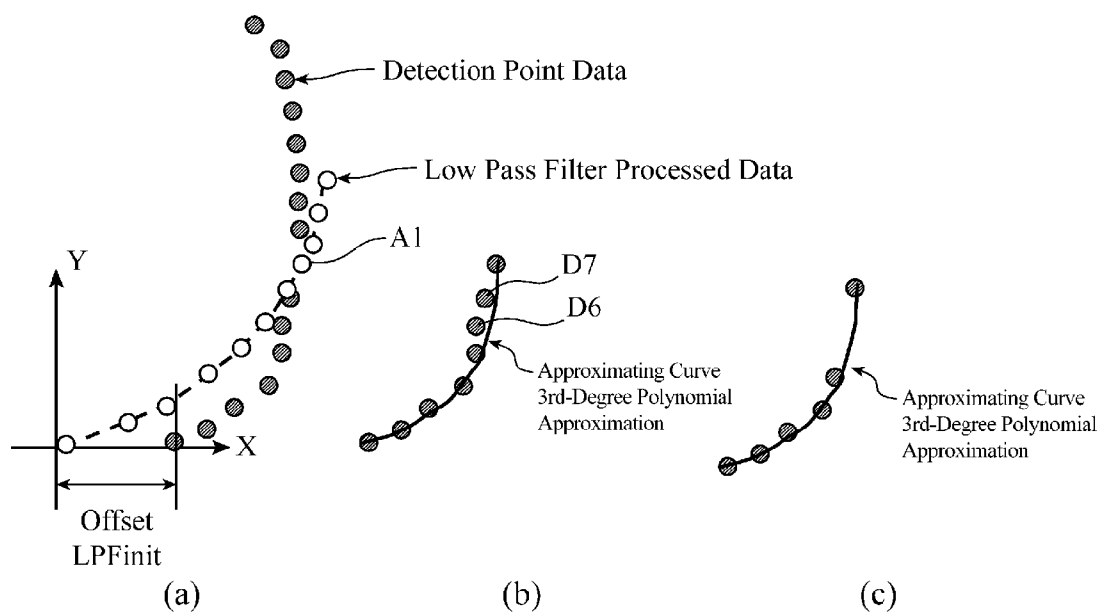 Detection Point Data
Low Pass Filter Processed Data
A1
Y
X
Offset
LPFinit
(a)
D7
D6
Approximating Curve
3rd-Degree Polynomial
Approximation
(b)
Approximating Curve
3rd-Degree Polynomial
Approximation
(c)